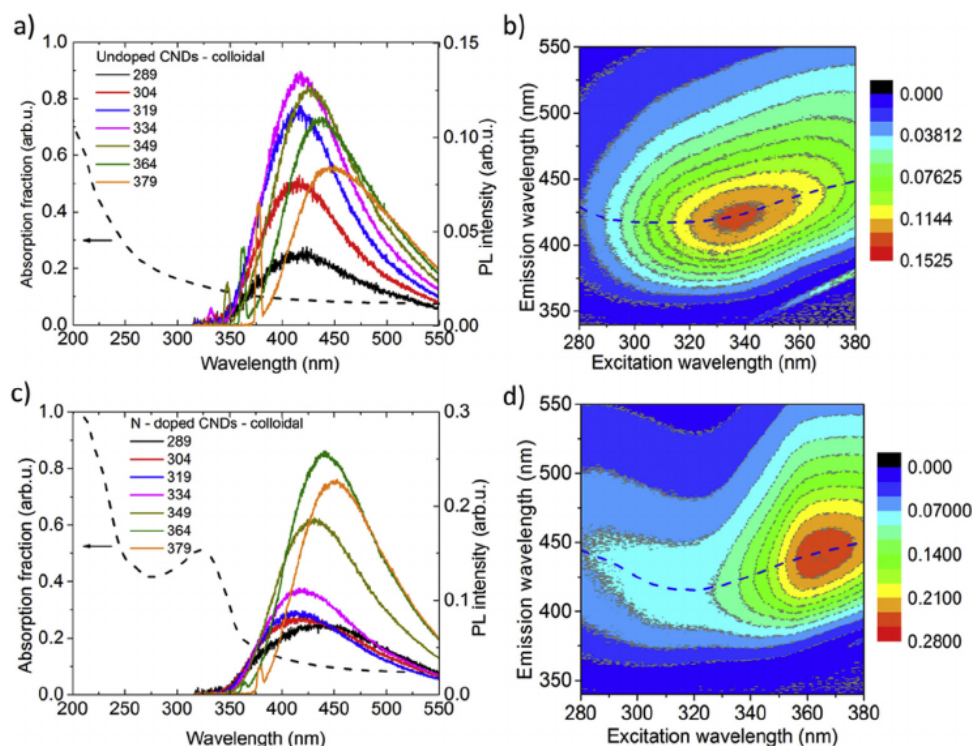 a)
Undoped CNDs - colloidal
289
304
319
334
349
364
379
1.0
0.8
0.6
0.4
0.2
0.0
Absorption fraction (arb.u.)
0.15
0.10
0.05
0.00
PL intensity (arb.u.)
200 250 300 350 400 450 500 550
Wavelength (nm)
b)
550
500
450
400
350
Emission wavelength (nm)
280 300 320 340 360 380
Excitation wavelength (nm)
0.000
0.03812
0.07625
0.1144
0.1525
c)
N - doped CNDs - colloidal
289
304
319
334
349
364
379
1.0
0.8
0.6
0.4
0.2
0.0
Absorption fraction (arb.u.)
0.3
0.2
0.1
0.0
PL intensity (arb.u.)
200 250 300 350 400 450 500 550
Wavelength (nm)
d)
550
500
450
400
350
Emission wavelength (nm)
280 300 320 340 360 380
Excitation wavelength (nm)
0.000
0.07000
0.1400
0.2100
0.2800